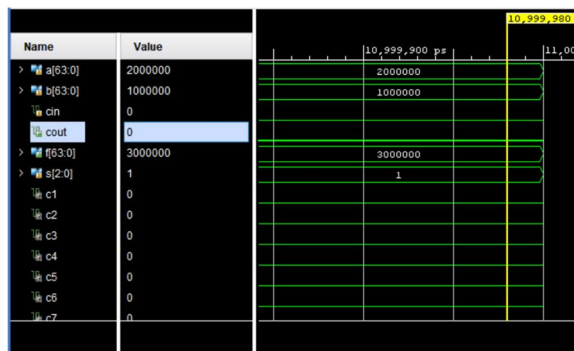 10,999,980
Name Value
10,999,900 ps 11,00
a[63:0] 2000000 2000000
b[63:0] 1000000 1000000
cin 0
cout 0
f[63:0] 3000000 3000000
s[2:0] 1 1
c1 0
c2 0
c3 0
c4 0
c5 0
c6 0
c7 0